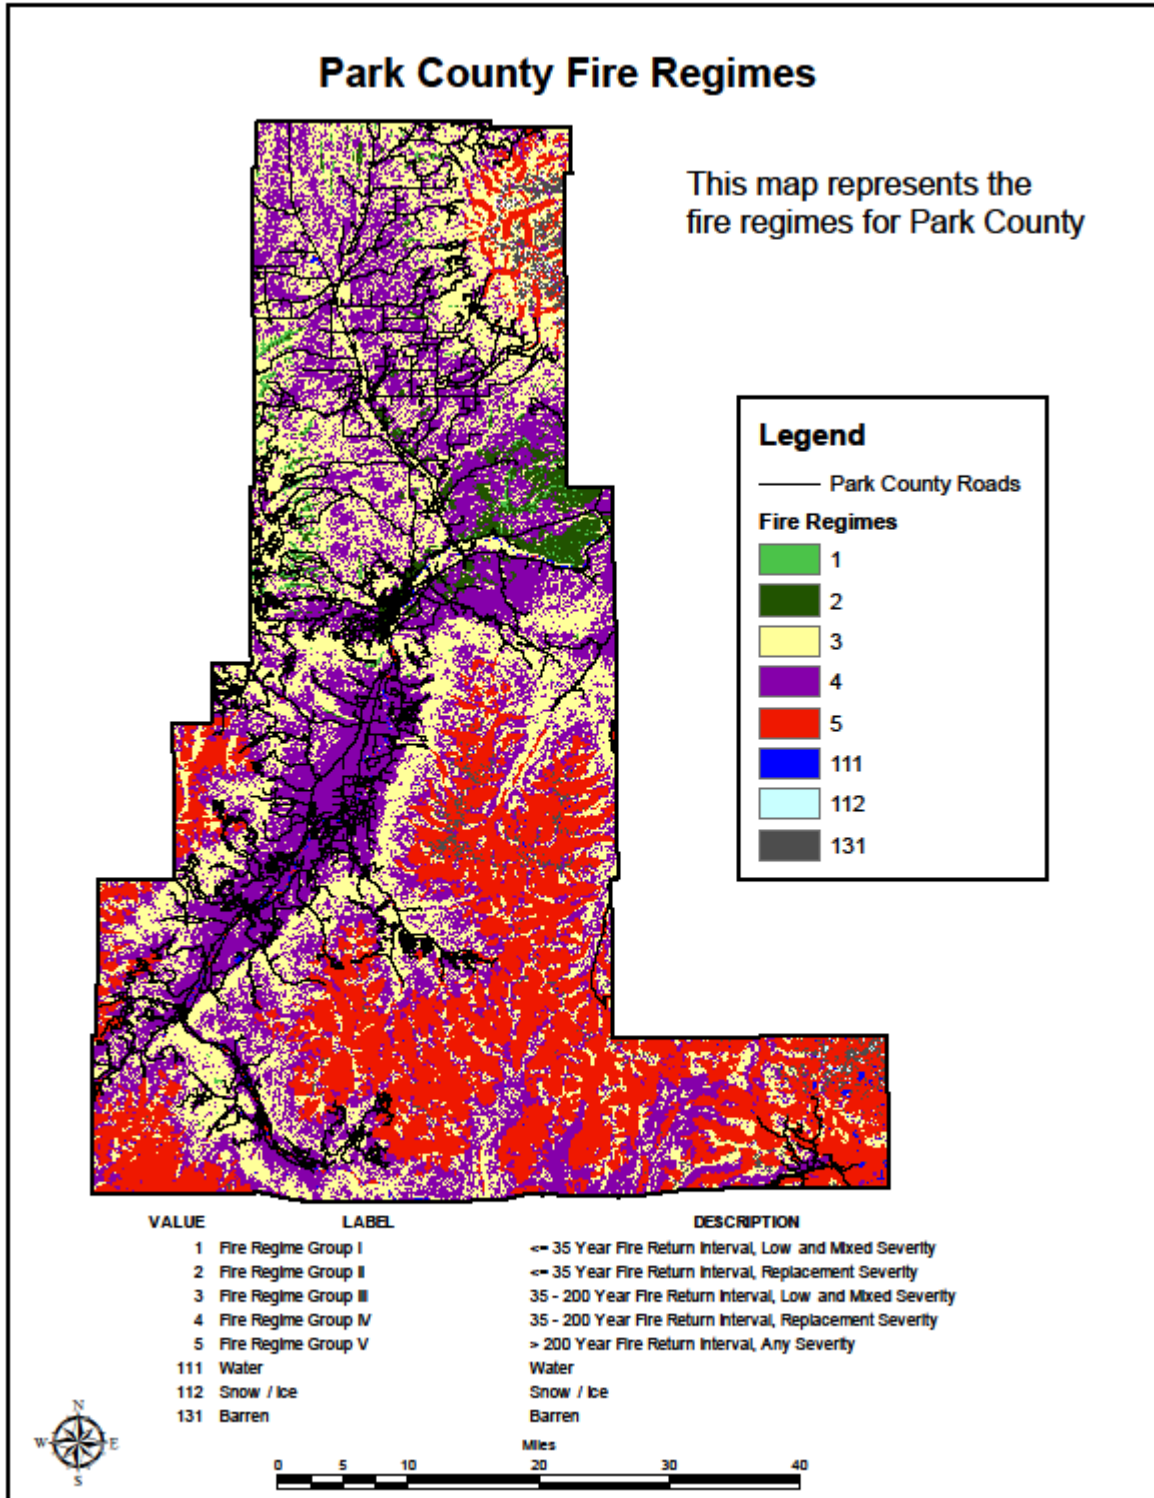 Park County Fire Regimes
This map represents the
fire regimes for Park County
Legend
Park County Roads
Fire Regimes
1
2
3
4
5
111
112
131
VALUE LABEL DESCRIPTION
1 Fire Regime Group I <= 35 Year Fire Return Interval, Low and Mixed Severity
2 Fire Regime Group II <= 35 Year Fire Return Interval, Replacement Severity
3 Fire Regime Group III 35 - 200 Year Fire Return Interval, Low and Mixed Severity
4 Fire Regime Group IV 35 - 200 Year Fire Return Interval, Replacement Severity
5 Fire Regime Group V > 200 Year Fire Return Interval, Any Severity
111 Water Water
112 Snow / Ice Snow / Ice
131 Barren Barren
N
W E
S
Miles
0 5 10 20 30 40